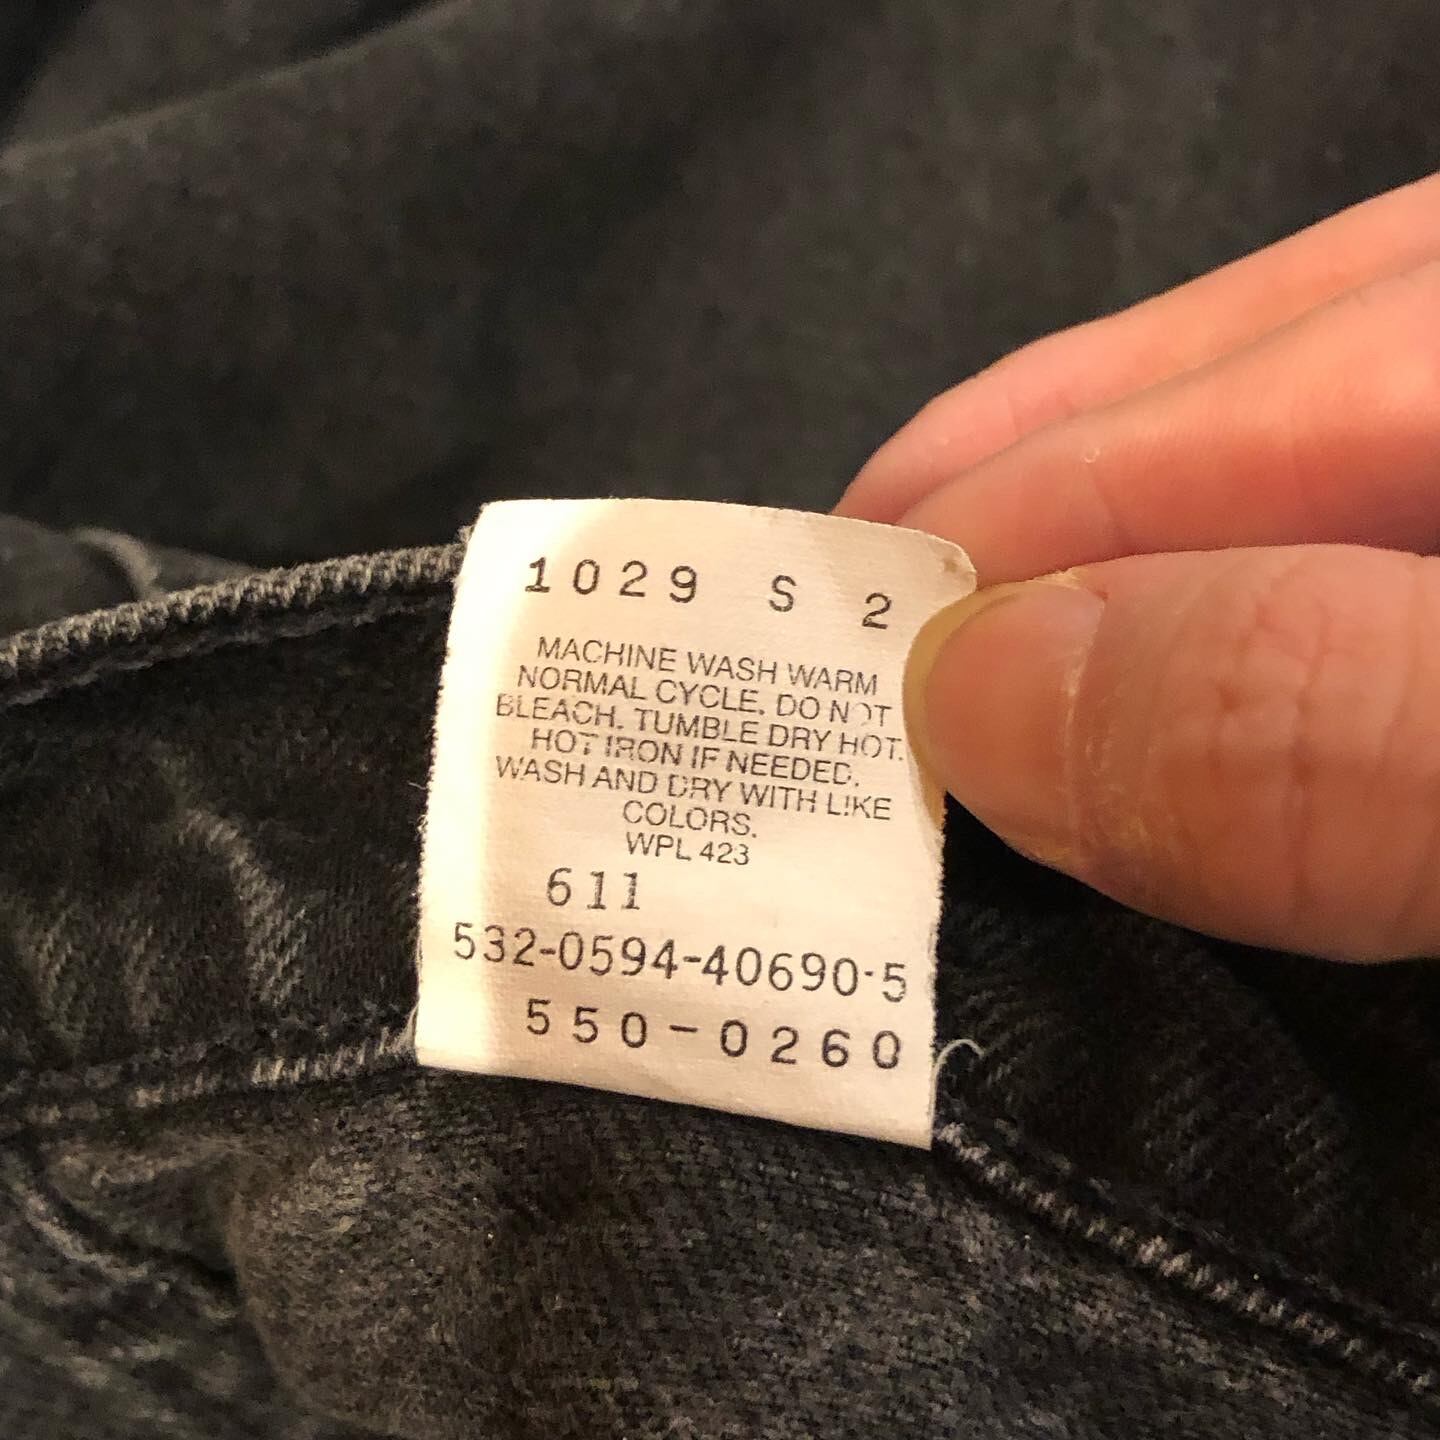 1029 S 2
MACHINE WASH WARM
NORMAL CYCLE. DO NOT
BLEACH. TUMBLE DRY HOT.
HOT IRON IF NEEDED.
WASH AND DRY WITH LIKE
COLORS.
WPL 423
611
532-0594-40690-5
550-0260